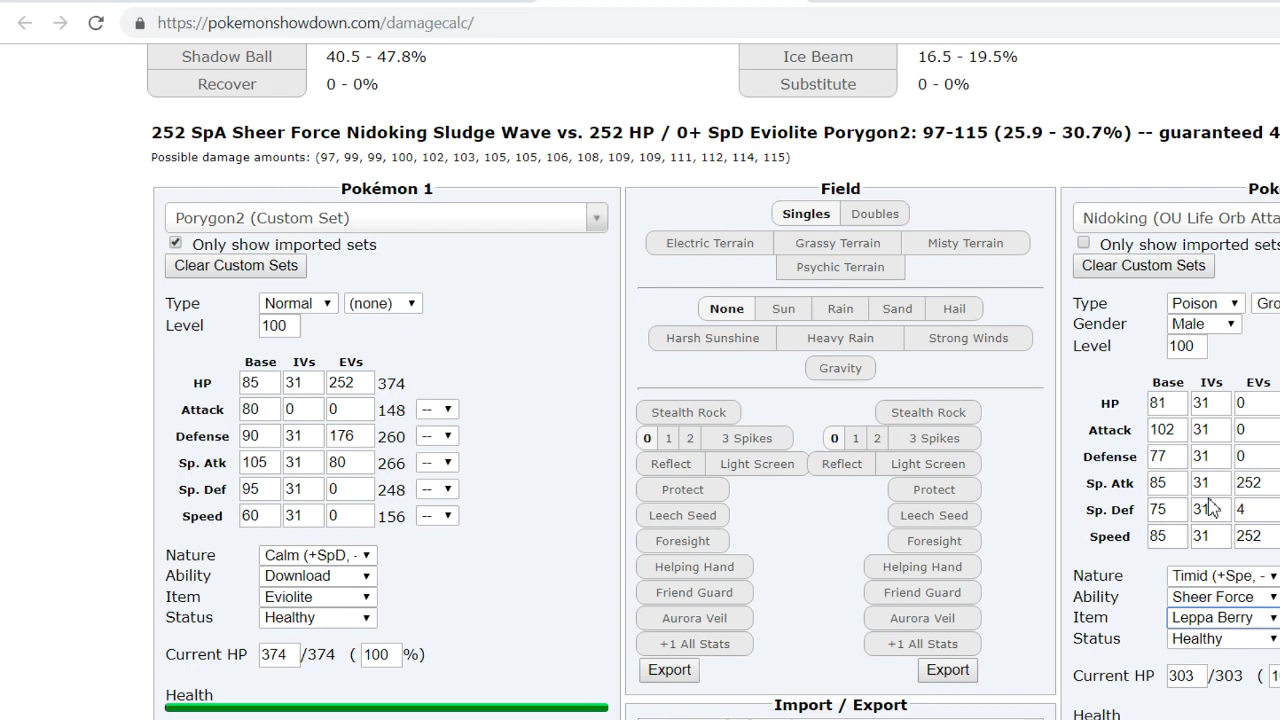 https://pokemonshowdown.com/damagecalc/
Shadow Ball 40.5 - 47.8% Ice Beam 16.5 - 19.5%
Recover 0 - 0% Substitute 0 - 0%
252 SpA Sheer Force Nidoking Sludge Wave vs. 252 HP / 0+ SpD Eviolite Porygon2: 97-115 (25.9 - 30.7%) -- guaranteed 4
Possible damage amounts: (97, 99, 99, 100, 102, 103, 105, 105, 106, 108, 109, 109, 111, 112, 114, 115)
Pokémon 1
Porygon2 (Custom Set)
Only show imported sets
Clear Custom Sets
Type Normal (none)
Level 100
Base IVs EVs
HP 85 31 252 374
Attack 80 0 0 148 --
Defense 90 31 176 260 --
Sp. Atk 105 31 80 266 --
Sp. Def 95 31 0 248 --
Speed 60 31 0 156 --
Nature Calm (+SpD, -
Ability Download
Item Eviolite
Status Healthy
Current HP 374 /374 ( 100 %)
Health
Field
Singles Doubles
Electric Terrain Grassy Terrain Misty Terrain
Psychic Terrain
None Sun Rain Sand Hail
Harsh Sunshine Heavy Rain Strong Winds
Gravity
Stealth Rock Stealth Rock
0 1 2 3 Spikes 0 1 2 3 Spikes
Reflect Light Screen Reflect Light Screen
Protect Protect
Leech Seed Leech Seed
Foresight Foresight
Helping Hand Helping Hand
Friend Guard Friend Guard
Aurora Veil Aurora Veil
+1 All Stats +1 All Stats
Export Export
Import / Export
Pok
Nidoking (OU Life Orb Atta
Only show imported sets
Clear Custom Sets
Type Poison Gro
Gender Male
Level 100
Base IVs EVs
HP 81 31 0
Attack 102 31 0
Defense 77 31 0
Sp. Atk 85 31 252
Sp. Def 75 31 4
Speed 85 31 252
Nature Timid (+Spe, -
Ability Sheer Force
Item Leppa Berry
Status Healthy
Current HP 303 /303 ( 10
Health